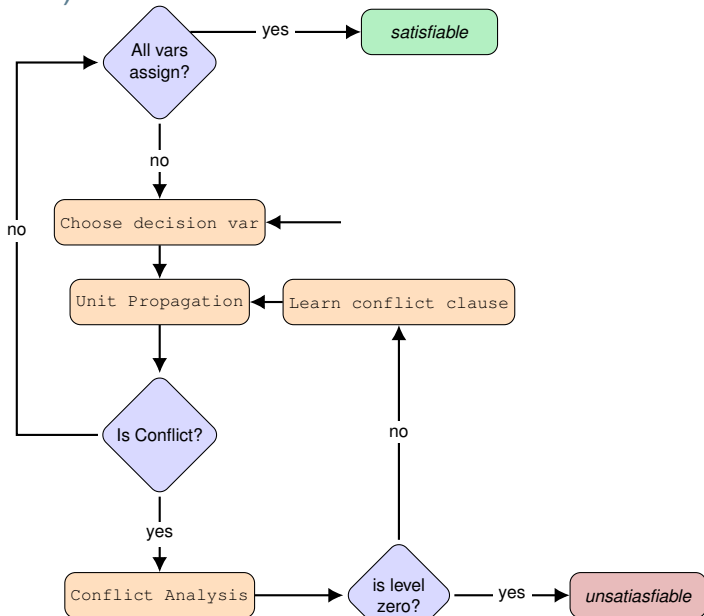 All vars
assign?
yes
satisfiable
no
Choose decision var
no
Unit Propagation
Learn conflict clause
Is Conflict?
no
yes
Conflict Analysis
is level
zero?
yes
unsatiasfiable